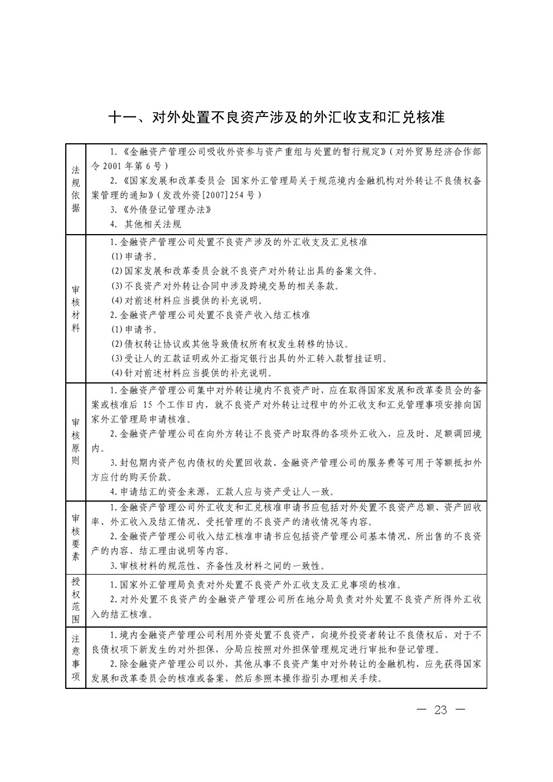 十一、对外处置不良资产涉及的外汇收支和汇兑核准
法规依据
1.《金融资产管理公司吸收外资参与资产重组与处置的暂行规定》(对外贸易经济合作部
令2001年第6号)
2.《国家发展和改革委员会 国家外汇管理局关于规范境内金融机构对外转让不良债权备
案管理的通知》(发改外资[2007]254号)
3.《外债登记管理办法》
4. 其他相关法规
审核材料
1.金融资产管理公司处置不良资产涉及的外汇收支及汇兑核准
(1)申请书。
(2)国家发展和改革委员会就不良资产对外转让出具的备案文件。
(3)不良资产对外转让合同中涉及跨境交易的相关条款。
(4)对前述材料应当提供的补充说明。
2.金融资产管理公司处置不良资产收入结汇核准
(1)申请书。
(2)债权转让协议或其他导致债权所有权发生转移的协议。
(3)受让人的汇款证明或外汇指定银行出具的外汇转入款暂挂证明。
(4)针对前述材料应当提供的补充说明。
审核原则
1.金融资产管理公司集中对外转让境内不良资产时,应在取得国家发展和改革委员会的备
案或核准后 15 个工作日内,就不良资产对外转让过程中的外汇收支和汇兑管理事项安排向国
家外汇管理局申请核准。
2.金融资产管理公司在向外方转让不良资产时取得的各项外汇收入,应及时、足额调回境
内。
3.封包期内资产包内债权的处置回收款,金融资产管理公司的服务费等可用于等额抵扣外
方应付的购买价款。
4.申请结汇的资金来源,汇款人应与资产受让人一致。
审核要素
1.金融资产管理公司外汇收支和汇兑核准申请书应包括对外处置不良资产总额、资产回收
率、外汇收入及结汇情况、受托管理的不良资产的清收情况等内容。
2.金融资产管理公司收入结汇核准申请书应包括资产管理公司基本情况,所出售的不良资
产的内容、结汇理由说明等内容。
3.审核材料的规范性、齐备性及材料之间的一致性。
授权范围
1.国家外汇管理局负责对外处置不良资产外汇收支及汇兑事项的核准。
2.对外处置不良资产的金融资产管理公司所在地分局负责对外处置不良资产所得外汇收
入的结汇核准。
注意事项
1.境内金融资产管理公司利用外资处置不良资产,向境外投资者转让不良债权后,对于不
良债权项下新发生的对外担保,分局应按照对外担保管理规定进行审批和登记管理。
2.除金融资产管理公司以外,其他从事不良资产集中对外转让的金融机构,应先获得国家
发展和改革委员会的核准或备案,然后参照本操作指引办理相关手续。
— 23 —